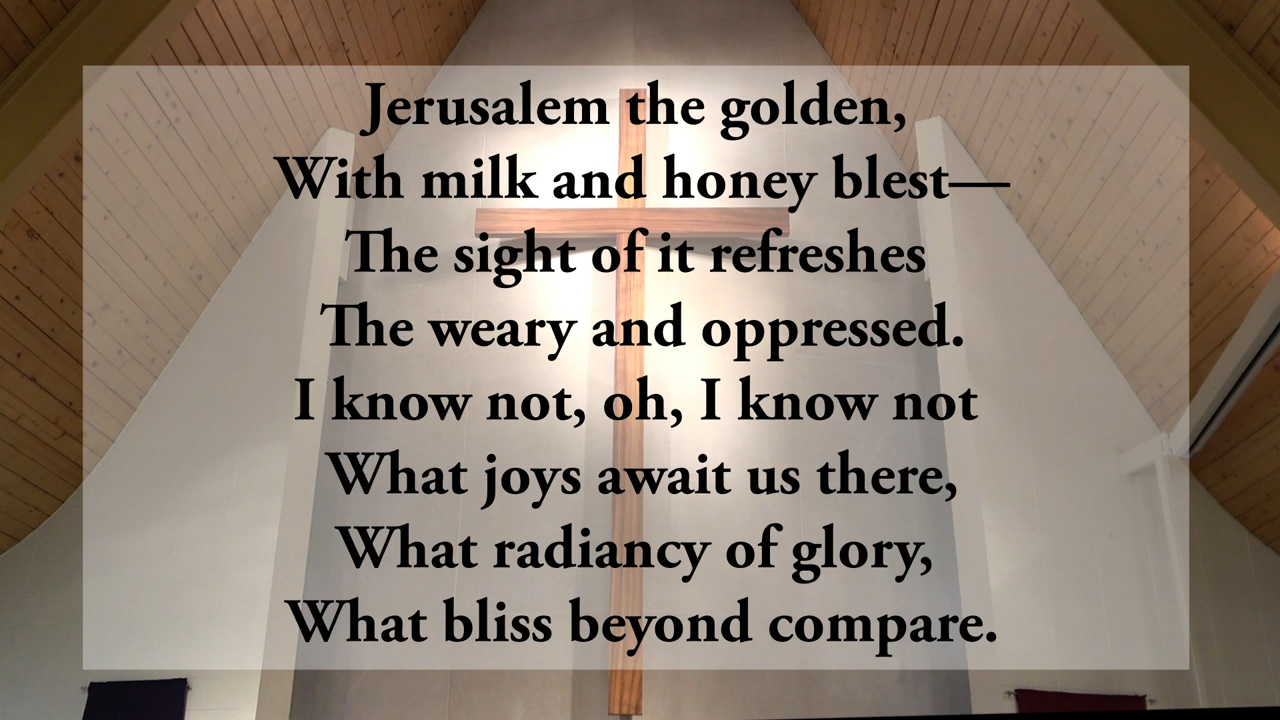 Jerusalem the golden,
With milk and honey blest—
The sight of it refreshes
The weary and oppressed.
I know not, oh, I know not
What joys await us there,
What radiancy of glory,
What bliss beyond compare.